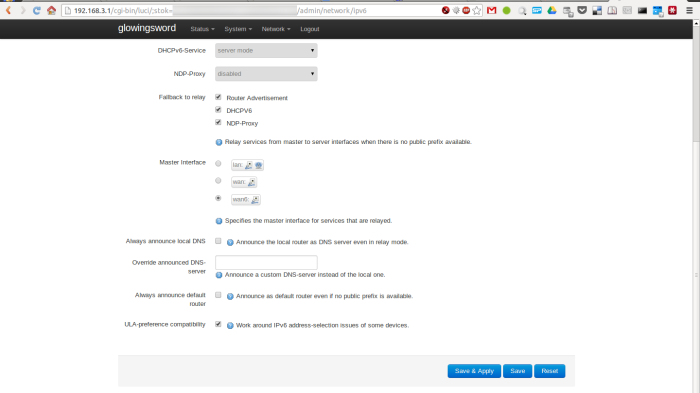 192.168.3.1/cgi-bin/luci/;stok= /admin/network/ipv6
glowingsword Status System Network Logout
DHCPv6-Service server mode
NDP-Proxy disabled
Fallback to relay Router Advertisement
DHCPV6
NDP-Proxy
Relay services from master to server interfaces when there is no public prefix available.
Master Interface lan:
wan:
wan6:
Specifies the master interface for services that are relayed.
Always announce local DNS Announce the local router as DNS server even in relay mode.
Override announced DNS-
server
Announce a custom DNS-server instead of the local one.
Always announce default
router
Announce as default router even if no public prefix is available.
ULA-preference compatibility Work around IPv6 address-selection issues of some devices.
Save & Apply Save Reset